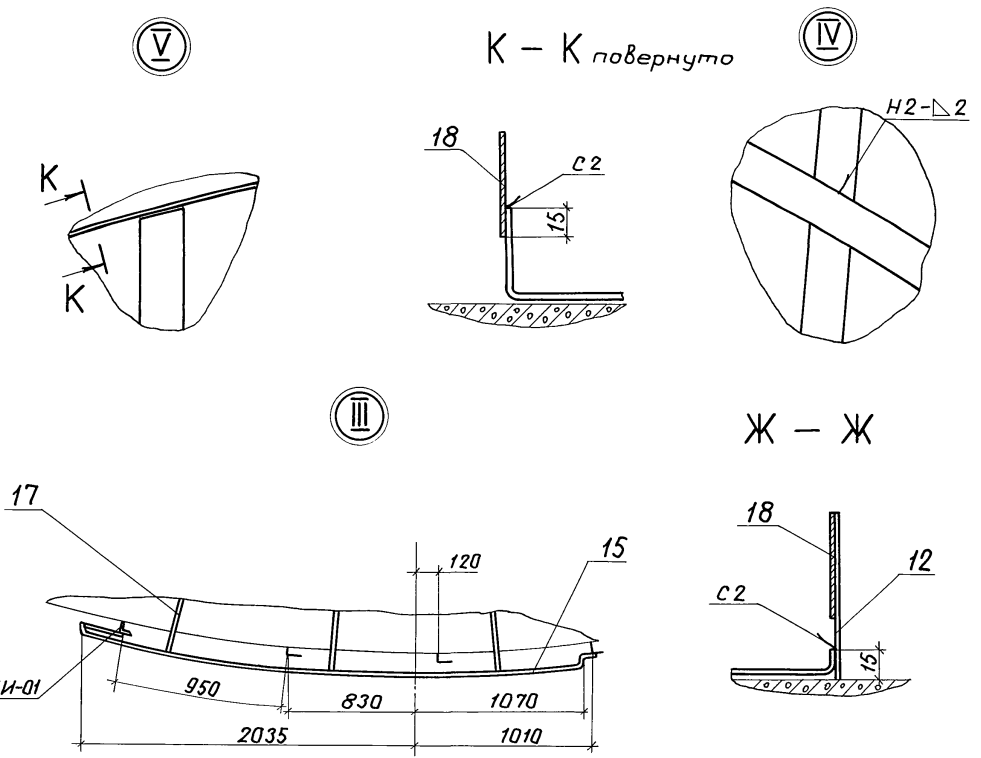 V
К – К повернуто
IV
К
К
18
С2
15
Н2-⊿2
III
Ж – Ж
17
120
15
И-01
950
830
1070
2035
1010
18
12
С2
15